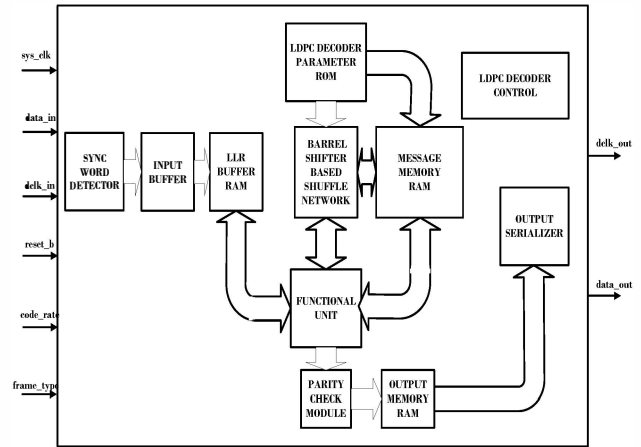 sys_clk
data_in
dclk_in
reset_b
code_rate
frame_type
SYNC
WORD
DETECTOR
INPUT
BUFFER
LLR
BUFFER
RAM
LDPC DECODER
PARAMETER
ROM
BARREL
SHIFTER
BASED
SHUFFLE
NETWORK
MESSAGE
MEMORY
RAM
LDPC DECODER
CONTROL
FUNCTIONAL
UNIT
PARITY
CHECK
MODULE
OUTPUT
MEMORY
RAM
OUTPUT
SERIALIZER
dclk_out
data_out